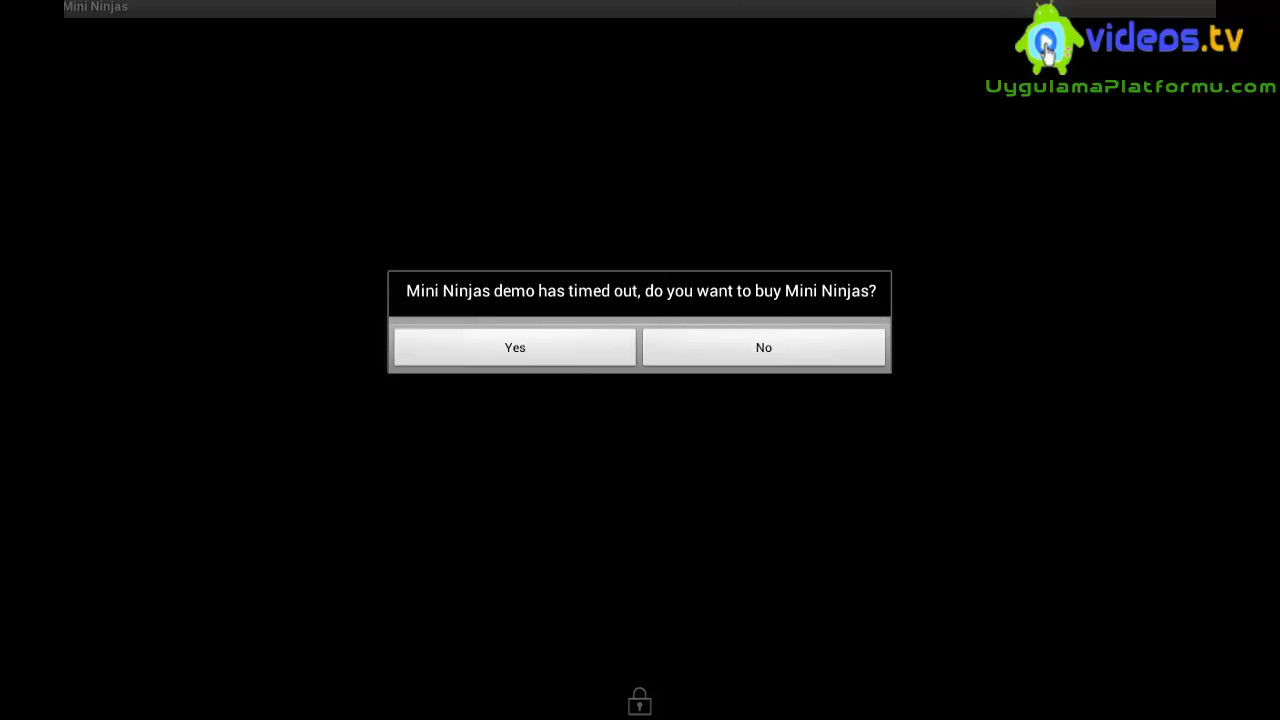 Mini Ninjas
videos.tv
UygulamaPlatformu.com
Mini Ninjas demo has timed out, do you want to buy Mini Ninjas?
Yes
No